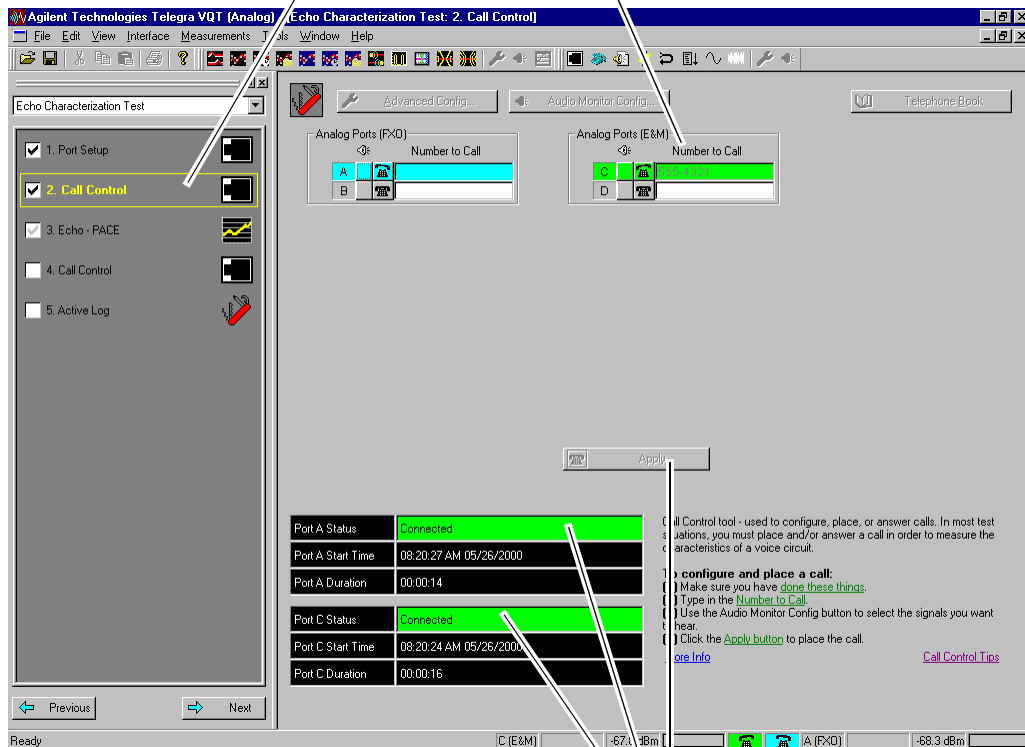 Agilent Technologies Telegra VQT (Analog) - [Echo Characterization Test: 2. Call Control]
File Edit View Interface Measurements Tools Window Help
Echo Characterization Test
1. Port Setup
2. Call Control
3. Echo - PACE
4. Call Control
5. Active Log
Previous
Next
Advanced Config...
Audio Monitor Config...
Telephone Book
Analog Ports (FXO)
Number to Call
A
B
Analog Ports (E&M)
Number to Call
C 555-4321
D
Apply
Port A Status Connected
Port A Start Time 08:20:27 AM 05/26/2000
Port A Duration 00:00:14
Port C Status Connected
Port C Start Time 08:20:24 AM 05/26/2000
Port C Duration 00:00:16
Call Control tool - used to configure, place, or answer calls. In most test
situations, you must place and/or answer a call in order to measure the
characteristics of a voice circuit.
To configure and place a call:
[ ] Make sure you have done these things.
[ ] Type in the Number to Call.
[ ] Use the Audio Monitor Config button to select the signals you want
to hear.
[ ] Click the Apply button to place the call.
More Info
Call Control Tips
Ready
C (E&M)
-67.8 dBm
A (FXO)
-68.3 dBm